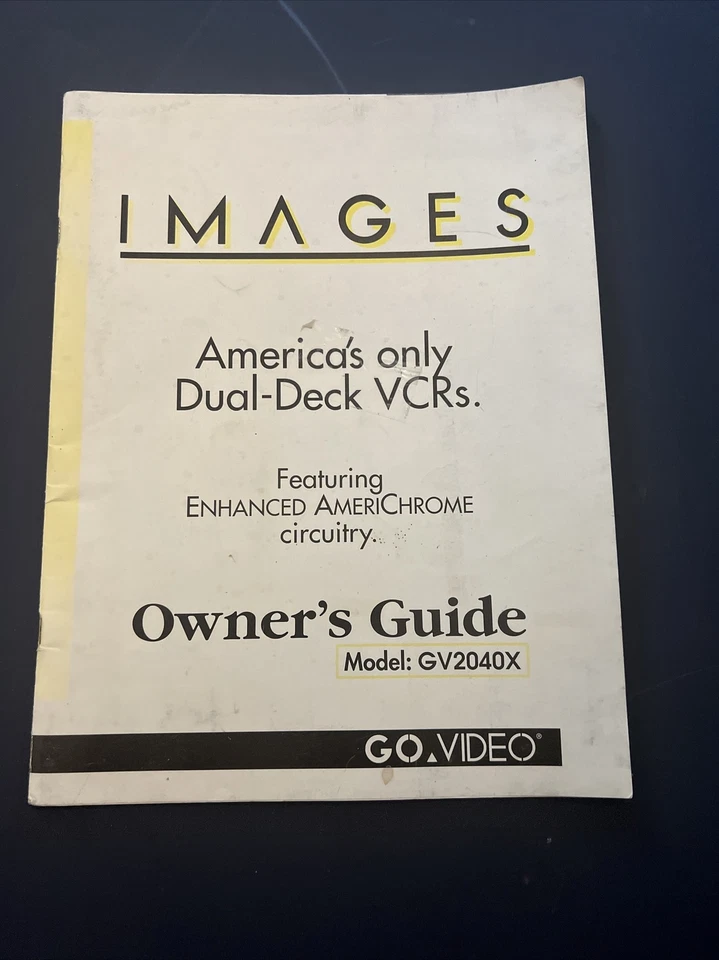 IMAGES
America's only
Dual-Deck VCRs.
Featuring
ENHANCED AMERICHROME
circuitry.
Owner's Guide
Model: GV2040X
GO.VIDEO®